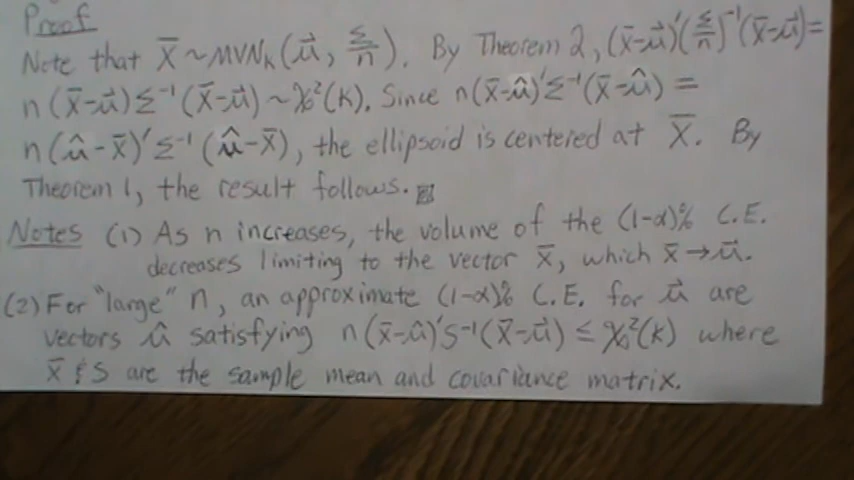 Proof
Note that X̄ ~ MVN_K(μ⃗, Σ/n). By Theorem 2, (x̄-μ⃗)'(Σ/n)⁻¹(x̄-μ⃗)=
n(x̄-μ⃗)Σ⁻¹(x̄-μ⃗) ~ χ₀²(K). Since n(x̄-μ̂)'Σ⁻¹(x̄-μ̂) =
n(μ̂-x̄)'Σ⁻¹(μ̂-x̄), the ellipsoid is centered at X̄. By
Theorem 1, the result follows.
Notes (1) As n increases, the volume of the (1-α)% C.E.
decreases limiting to the vector x̄, which x̄→μ⃗.
(2) For "large" n, an approximate (1-α)% C.E. for μ⃗ are
vectors μ̂ satisfying n(x̄-μ̂)'S⁻¹(x̄-μ⃗) ≤ χ₀²(K) where
x̄ & S are the sample mean and covariance matrix.